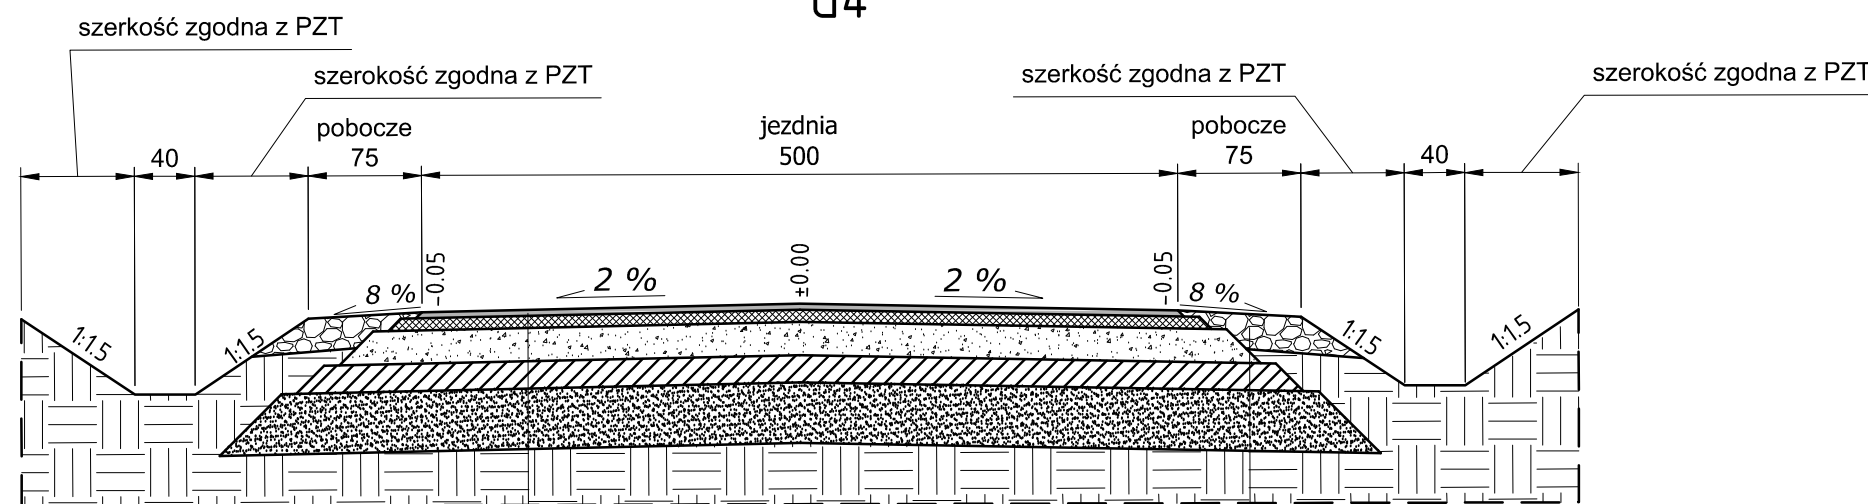 szerkość zgodna z PZT
szerokość zgodna z PZT
szerkość zgodna z PZT
szerokość zgodna z PZT
pobocze
jezdnia
pobocze
40
75
500
75
40
-0.05
±0.00
-0.05
8 %
2 %
2 %
8 %
1:1.5
1:1.5
1:1.5
1:1.5